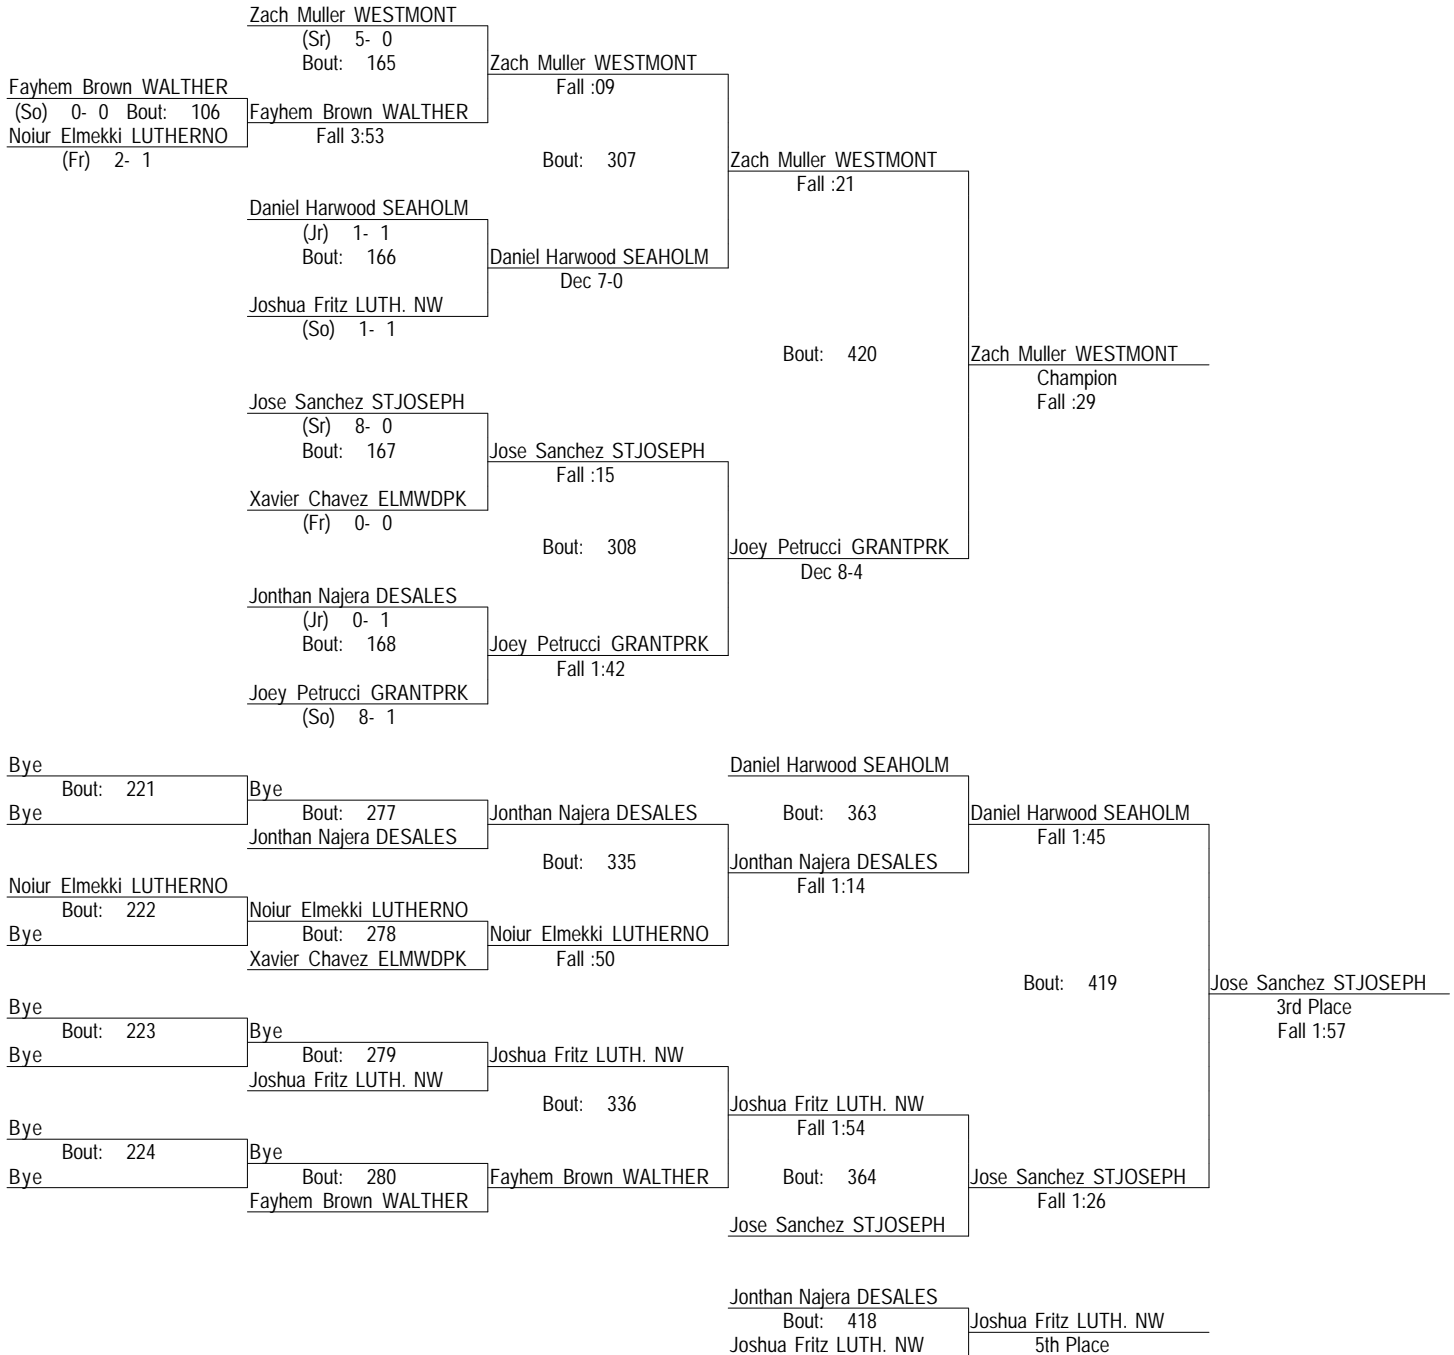 Zach Muller WESTMONT
(Sr) 5- 0
Bout: 165
Zach Muller WESTMONT
Fall :09
Fayhem Brown WALTHER
(So) 0- 0 Bout: 106
Fayhem Brown WALTHER
Noiur Elmekki LUTHERNO
Fall 3:53
(Fr) 2- 1
Bout: 307
Zach Muller WESTMONT
Fall :21
Daniel Harwood SEAHOLM
(Jr) 1- 1
Bout: 166
Daniel Harwood SEAHOLM
Dec 7-0
Joshua Fritz LUTH. NW
(So) 1- 1
Bout: 420
Zach Muller WESTMONT
Champion
Fall :29
Jose Sanchez STJOSEPH
(Sr) 8- 0
Bout: 167
Jose Sanchez STJOSEPH
Fall :15
Xavier Chavez ELMWDPK
(Fr) 0- 0
Bout: 308
Joey Petrucci GRANTPRK
Dec 8-4
Jonthan Najera DESALES
(Jr) 0- 1
Bout: 168
Joey Petrucci GRANTPRK
Fall 1:42
Joey Petrucci GRANTPRK
(So) 8- 1
Bye
Bout: 221
Bye
Bye
Bout: 277
Jonthan Najera DESALES
Jonthan Najera DESALES
Daniel Harwood SEAHOLM
Bout: 363
Daniel Harwood SEAHOLM
Fall 1:45
Bout: 335
Jonthan Najera DESALES
Fall 1:14
Noiur Elmekki LUTHERNO
Bout: 222
Bye
Noiur Elmekki LUTHERNO
Bout: 278
Xavier Chavez ELMWDPK
Noiur Elmekki LUTHERNO
Fall :50
Bout: 419
Jose Sanchez STJOSEPH
3rd Place
Fall 1:57
Bye
Bout: 223
Bye
Bye
Bout: 279
Joshua Fritz LUTH. NW
Joshua Fritz LUTH. NW
Bout: 336
Joshua Fritz LUTH. NW
Fall 1:54
Bye
Bout: 224
Bye
Bye
Bout: 280
Fayhem Brown WALTHER
Fayhem Brown WALTHER
Bout: 364
Jose Sanchez STJOSEPH
Fall 1:26
Jose Sanchez STJOSEPH
Jonthan Najera DESALES
Bout: 418
Joshua Fritz LUTH. NW
Joshua Fritz LUTH. NW
5th Place